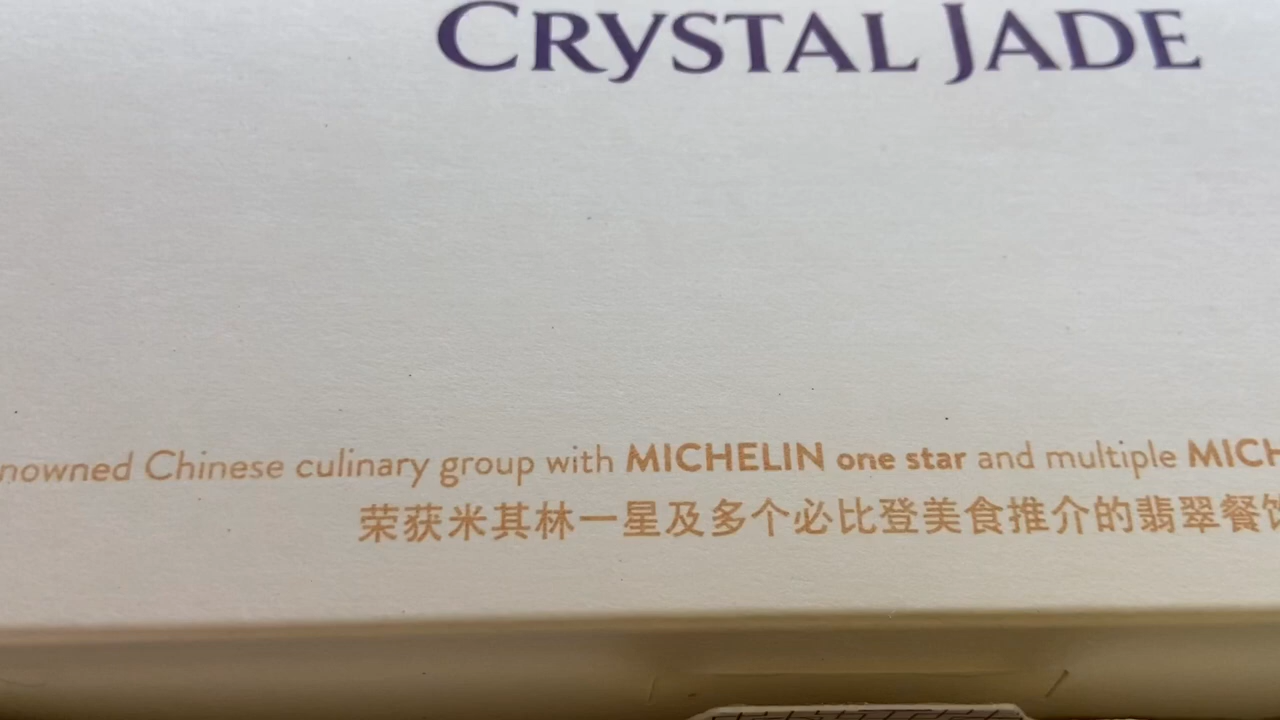 CRYSTAL JADE
nowned Chinese culinary group with MICHELIN one star and multiple MICH
荣获米其林一星及多个必比登美食推介的翡翠餐饮